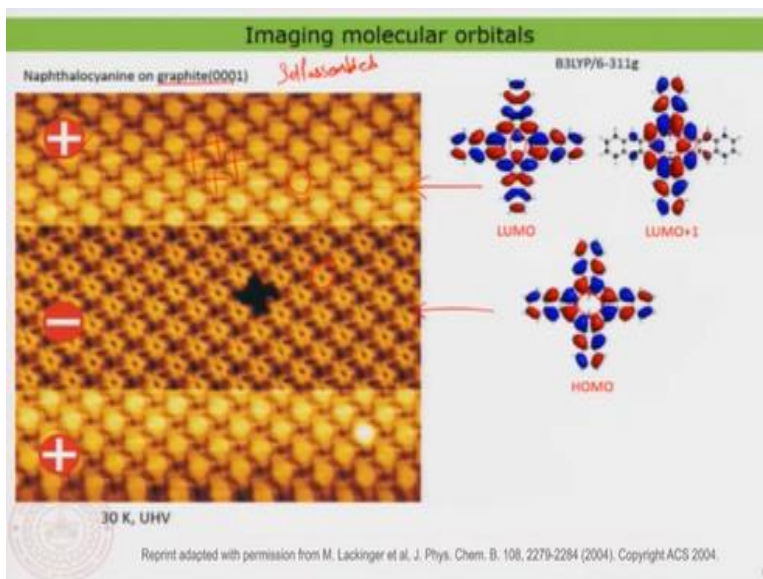 Imaging molecular orbitals
Naphthalocyanine on graphite(0001)
Selfassembled
B3LYP/6-311g
+
LUMO
LUMO+1
−
HOMO
+
30 K, UHV
Reprint adapted with permission from M. Lackinger et al, J. Phys. Chem. B. 108, 2279-2284 (2004). Copyright ACS 2004.